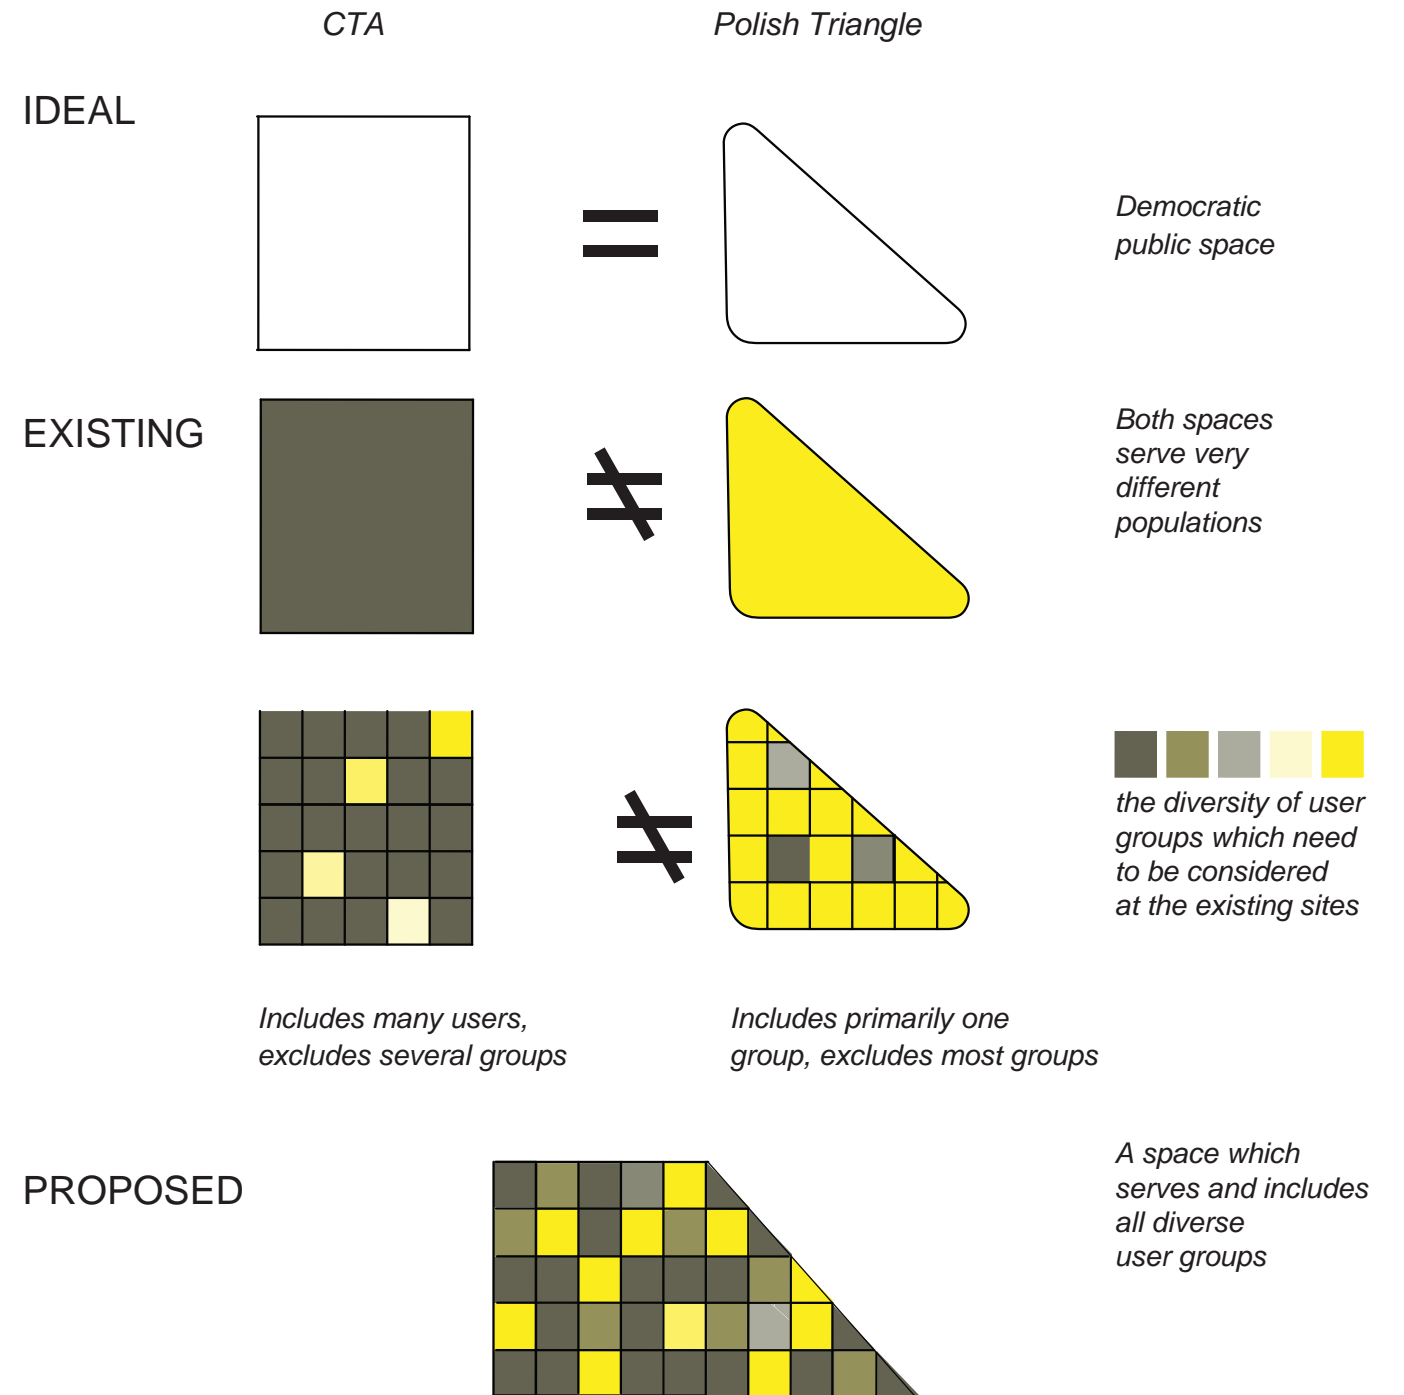 CTA
Polish Triangle
IDEAL
Democratic
public space
EXISTING
Both spaces
serve very
different
populations
the diversity of user
groups which need
to be considered
at the existing sites
Includes many users,
excludes several groups
Includes primarily one
group, excludes most groups
PROPOSED
A space which
serves and includes
all diverse
user groups